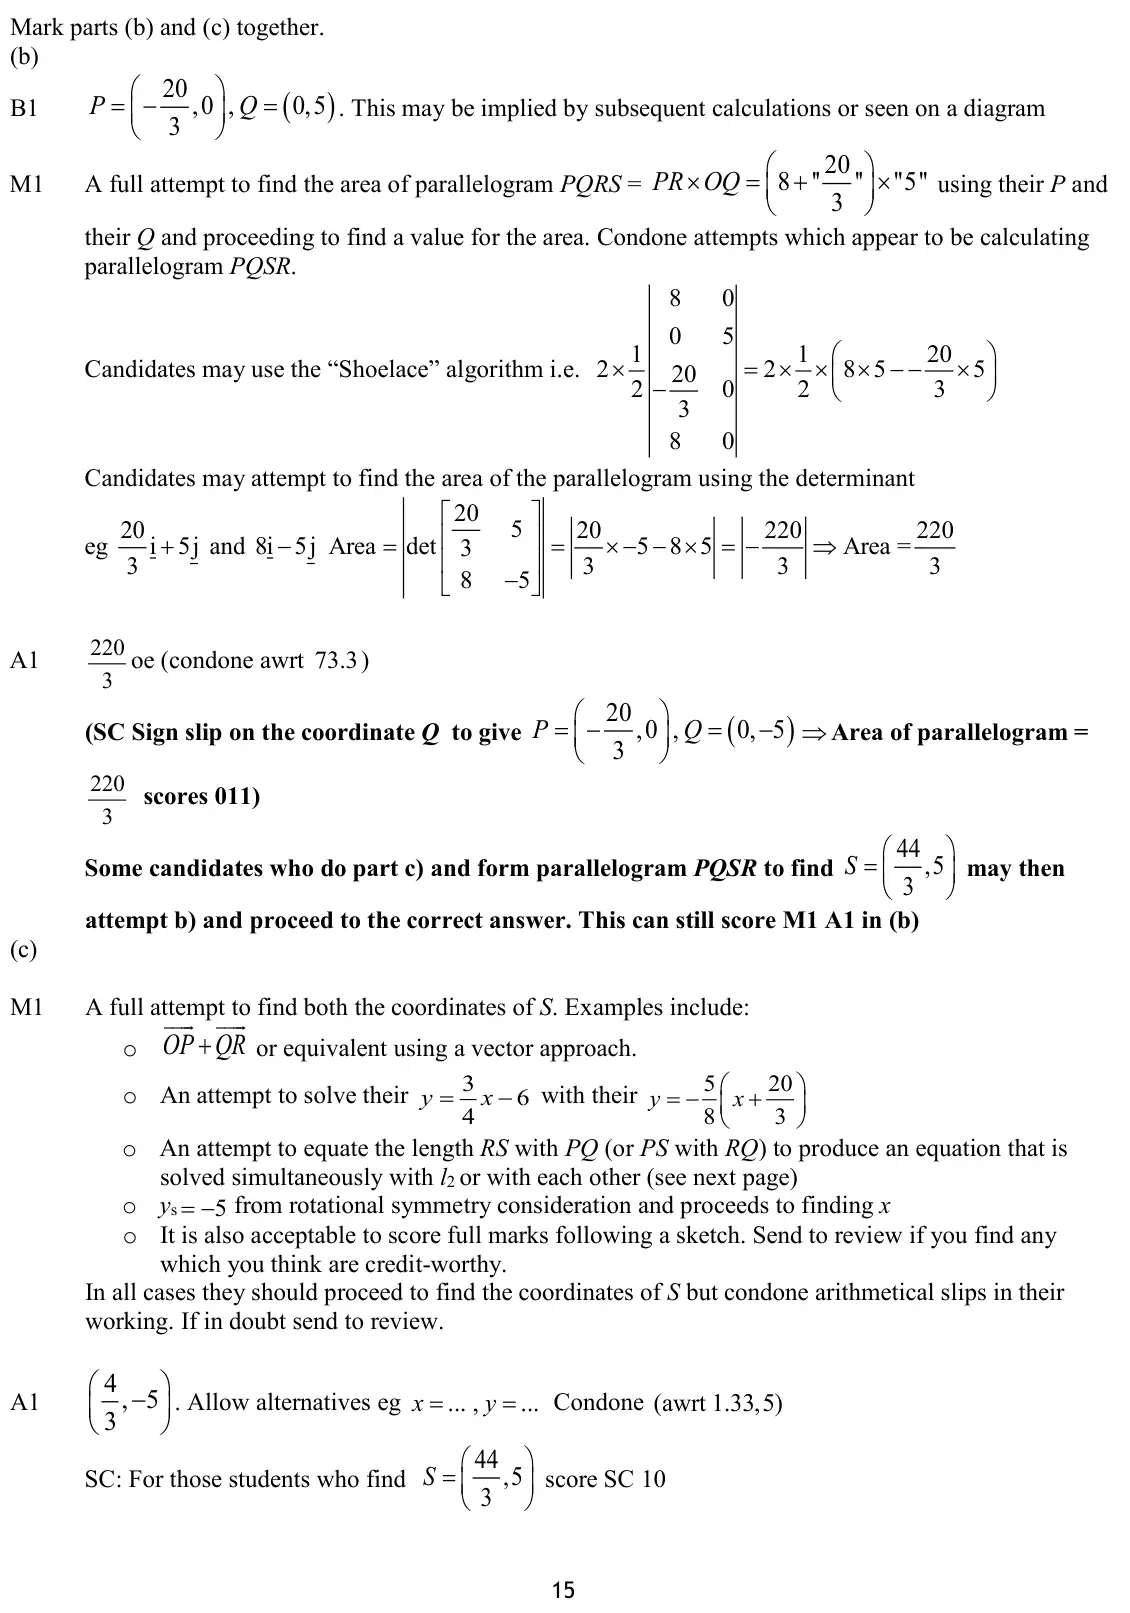 Mark parts (b) and (c) together.
(b)
B1 P = (−20/3, 0), Q = (0, 5). This may be implied by subsequent calculations or seen on a diagram
M1 A full attempt to find the area of parallelogram PQRS = PR × OQ = (8 + "20/3") × "5" using their P and
their Q and proceeding to find a value for the area. Condone attempts which appear to be calculating
parallelogram PQSR.
Candidates may use the “Shoelace” algorithm i.e. 2 × 1/2 |8 0; 0 5; −20/3 0; 8 0| = 2 × 1/2 × (8 × 5 − − 20/3 × 5)
Candidates may attempt to find the area of the parallelogram using the determinant
eg 20/3 i + 5j and 8i − 5j Area = |det [20/3 5; 8 −5]| = |20/3 × −5 − 8 × 5| = |−220/3| ⇒ Area = 220/3
A1 220/3 oe (condone awrt 73.3)
(SC Sign slip on the coordinate Q to give P = (−20/3, 0), Q = (0, −5) ⇒ Area of parallelogram =
220/3 scores 011)
Some candidates who do part c) and form parallelogram PQSR to find S = (44/3, 5) may then
attempt b) and proceed to the correct answer. This can still score M1 A1 in (b)
(c)
M1 A full attempt to find both the coordinates of S. Examples include:
o OP + QR or equivalent using a vector approach.
o An attempt to solve their y = 3/4 x − 6 with their y = −5/8 (x + 20/3)
o An attempt to equate the length RS with PQ (or PS with RQ) to produce an equation that is
solved simultaneously with l₂ or with each other (see next page)
o yₛ = −5 from rotational symmetry consideration and proceeds to finding x
o It is also acceptable to score full marks following a sketch. Send to review if you find any
which you think are credit-worthy.
In all cases they should proceed to find the coordinates of S but condone arithmetical slips in their
working. If in doubt send to review.
A1 (4/3, −5). Allow alternatives eg x = ... , y = ... Condone (awrt 1.33, 5)
SC: For those students who find S = (44/3, 5) score SC 10
15